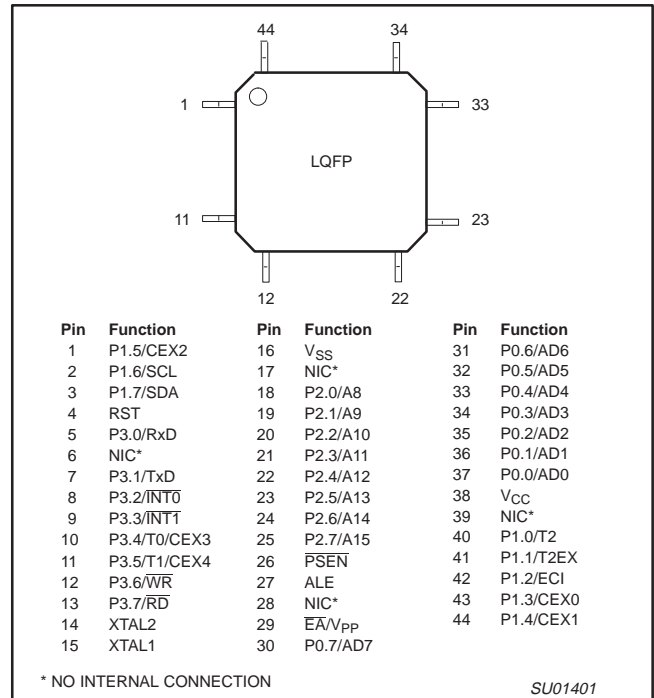 44 34
1 33
LQFP
11 23
12 22
Pin Function Pin Function Pin Function
1 P1.5/CEX2 16 VSS 31 P0.6/AD6
2 P1.6/SCL 17 NIC* 32 P0.5/AD5
3 P1.7/SDA 18 P2.0/A8 33 P0.4/AD4
4 RST 19 P2.1/A9 34 P0.3/AD3
5 P3.0/RxD 20 P2.2/A10 35 P0.2/AD2
6 NIC* 21 P2.3/A11 36 P0.1/AD1
7 P3.1/TxD 22 P2.4/A12 37 P0.0/AD0
8 P3.2/INT0 23 P2.5/A13 38 VCC
9 P3.3/INT1 24 P2.6/A14 39 NIC*
10 P3.4/T0/CEX3 25 P2.7/A15 40 P1.0/T2
11 P3.5/T1/CEX4 26 PSEN 41 P1.1/T2EX
12 P3.6/WR 27 ALE 42 P1.2/ECI
13 P3.7/RD 28 NIC* 43 P1.3/CEX0
14 XTAL2 29 EA/VPP 44 P1.4/CEX1
15 XTAL1 30 P0.7/AD7
* NO INTERNAL CONNECTION
SU01401